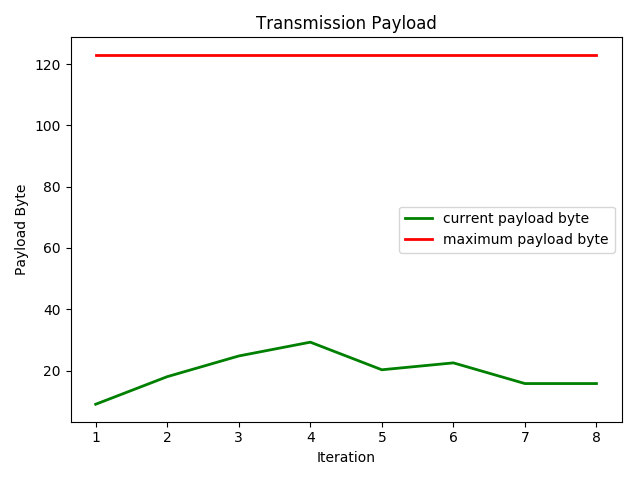 Transmission Payload
Payload Byte
120
100
80
60
40
20
current payload byte
maximum payload byte
1 2 3 4 5 6 7 8
Iteration